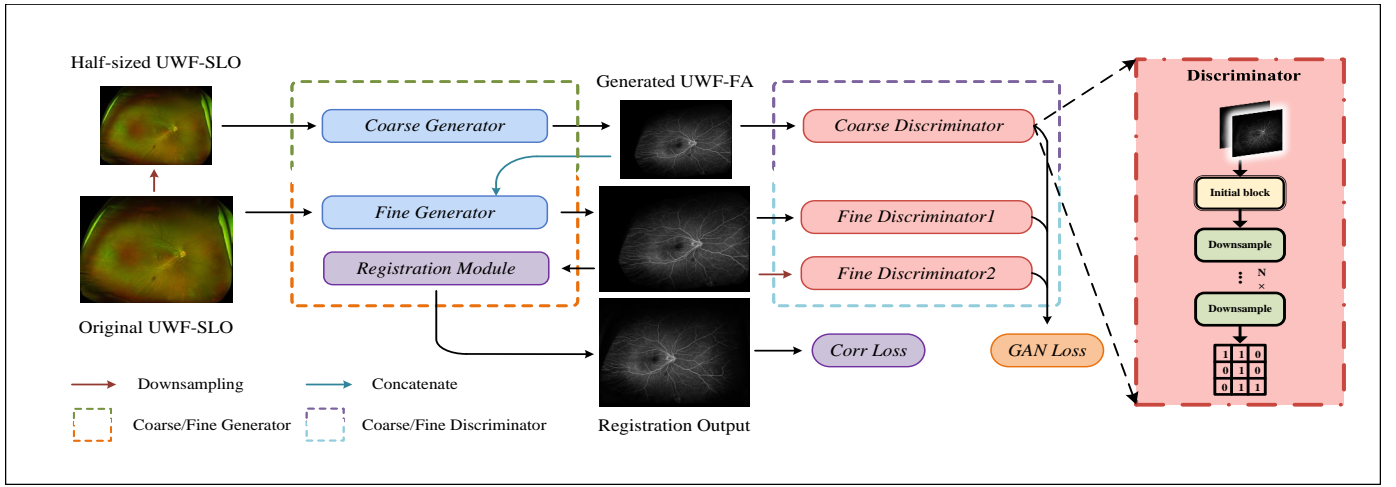 Half-sized UWF-SLO
Original UWF-SLO
Coarse Generator
Fine Generator
Registration Module
Generated UWF-FA
Registration Output
Coarse Discriminator
Fine Discriminator1
Fine Discriminator2
Corr Loss
GAN Loss
Discriminator
Initial block
Downsample
⋮ N
×
Downsample
1 1 0
0 1 0
0 1 1
Downsampling
Concatenate
Coarse/Fine Generator
Coarse/Fine Discriminator